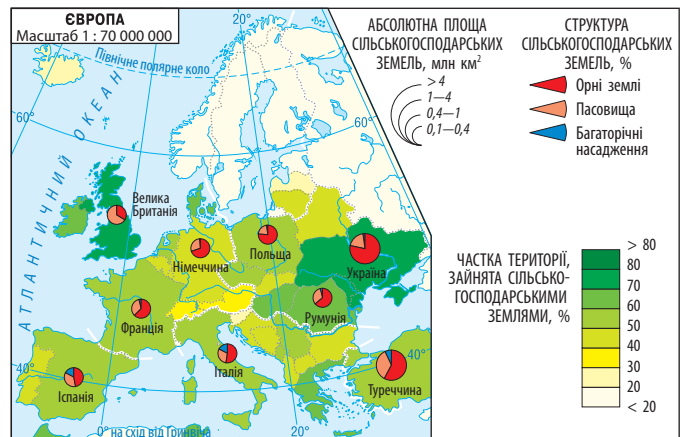 ЄВРОПА
Масштаб 1 : 70 000 000
20°
0°
20°
Північне полярне коло
60°
60°
АТЛАНТИЧНИЙ ОКЕАН
Велика
Британія
Німеччина
Польща
Україна
Франція
Румунія
Італія
Іспанія
Туреччина
40°
40°
0° на схід від Гринвіча
20°
АБСОЛЮТНА ПЛОЩА
СІЛЬСЬКОГОСПОДАРСЬКИХ
ЗЕМЕЛЬ, млн км²
> 4
1—4
0,4—1
0,1—0,4
СТРУКТУРА
СІЛЬСЬКОГОСПОДАРСЬКИХ
ЗЕМЕЛЬ, %
Орні землі
Пасовища
Багаторічні
насадження
ЧАСТКА ТЕРИТОРІЇ,
ЗАЙНЯТА СІЛЬСЬКО-
ГОСПОДАРСЬКИМИ
ЗЕМЛЯМИ, %
> 80
80
70
60
50
40
30
20
< 20